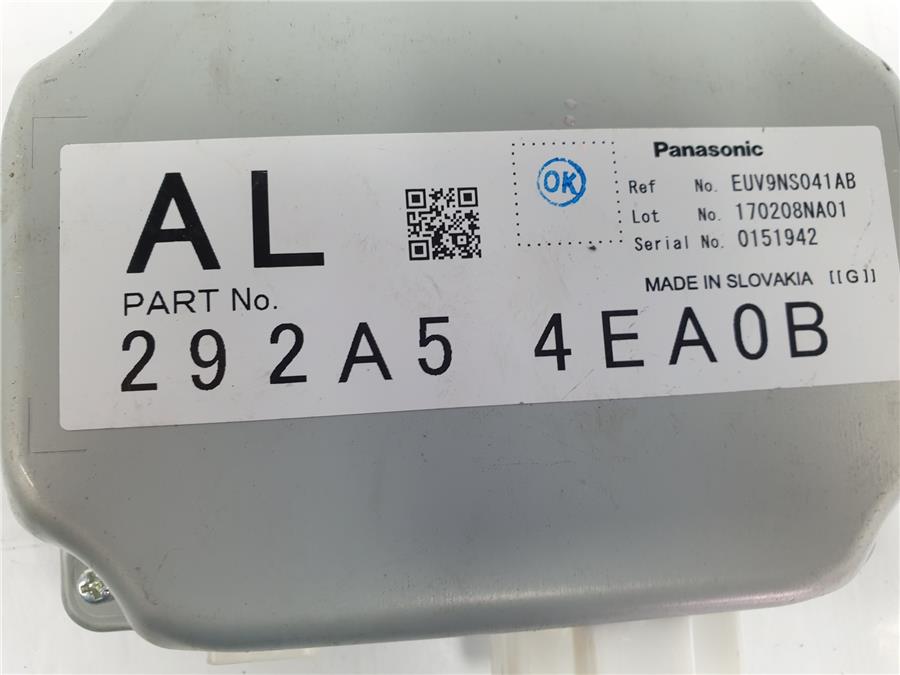 AL
OK
Panasonic
Ref No. EUV9NS041AB
Lot No. 170208NA01
Serial No. 0151942
MADE IN SLOVAKIA [[G]]
PART No.
292A5 4EA0B